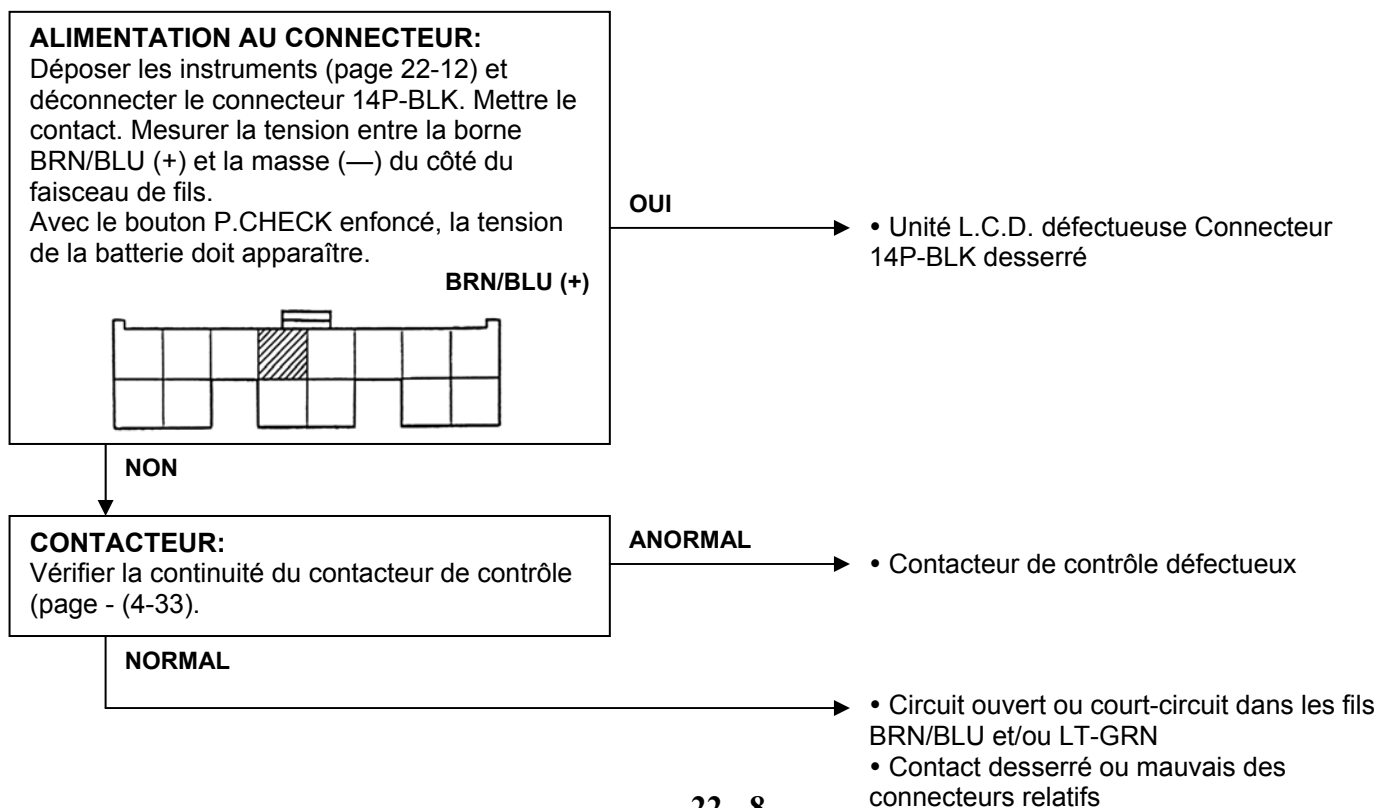 ALIMENTATION AU CONNECTEUR:
Déposer les instruments (page 22-12) et
déconnecter le connecteur 14P-BLK. Mettre le
contact. Mesurer la tension entre la borne
BRN/BLU (+) et la masse (—) du côté du
faisceau de fils.
Avec le bouton P.CHECK enfoncé, la tension
de la batterie doit apparaître.
BRN/BLU (+)
OUI
• Unité L.C.D. défectueuse Connecteur
14P-BLK desserré
NON
CONTACTEUR:
Vérifier la continuité du contacteur de contrôle
(page - (4-33).
ANORMAL
• Contacteur de contrôle défectueux
NORMAL
• Circuit ouvert ou court-circuit dans les fils
BRN/BLU et/ou LT-GRN
• Contact desserré ou mauvais des
connecteurs relatifs